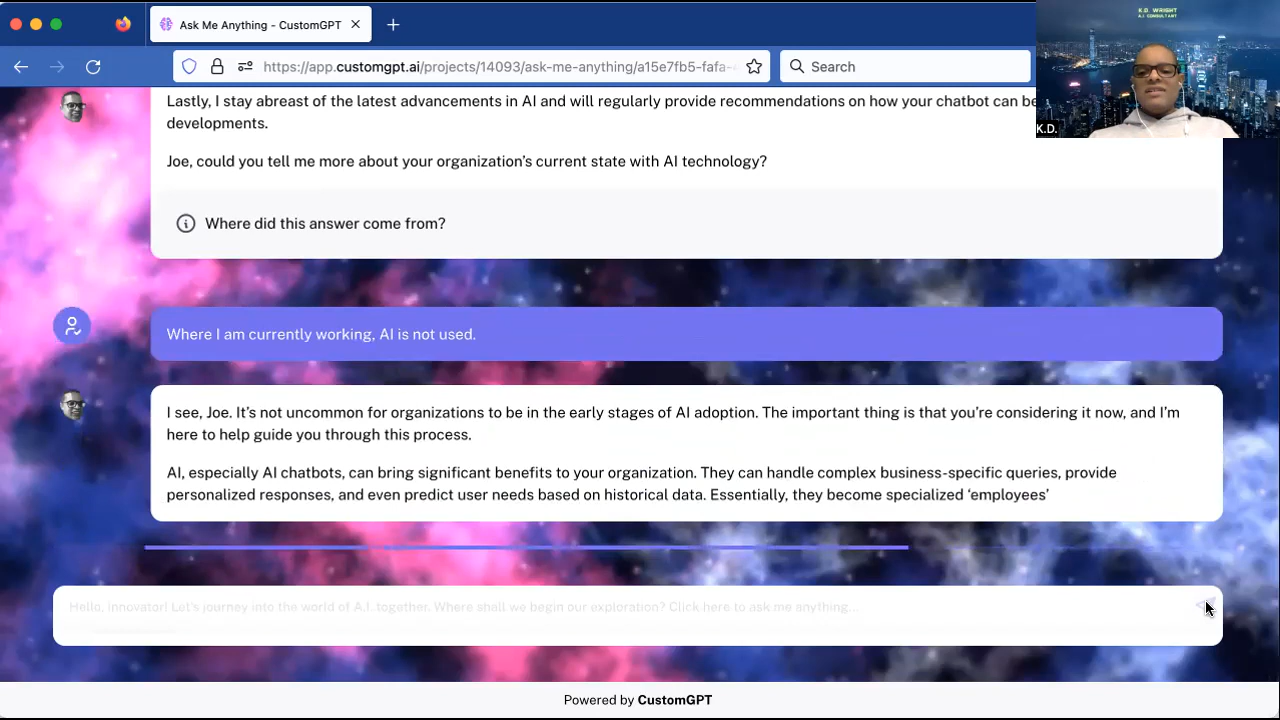 K.D. WRIGHT
A.I. CONSULTANT
Ask Me Anything - CustomGPT
https://app.customgpt.ai/projects/14093/ask-me-anything/a15e7fb5-fafa-
Search
K.D.
Lastly, I stay abreast of the latest advancements in AI and will regularly provide recommendations on how your chatbot can be
developments.
Joe, could you tell me more about your organization's current state with AI technology?
Where did this answer come from?
Where I am currently working, AI is not used.
I see, Joe. It's not uncommon for organizations to be in the early stages of AI adoption. The important thing is that you're considering it now, and I'm
here to help guide you through this process.
AI, especially AI chatbots, can bring significant benefits to your organization. They can handle complex business-specific queries, provide
personalized responses, and even predict user needs based on historical data. Essentially, they become specialized ‘employees’
Hello, innovator! Let's journey into the world of A.I. together. Where shall we begin our exploration? Click here to ask me anything...
Powered by CustomGPT